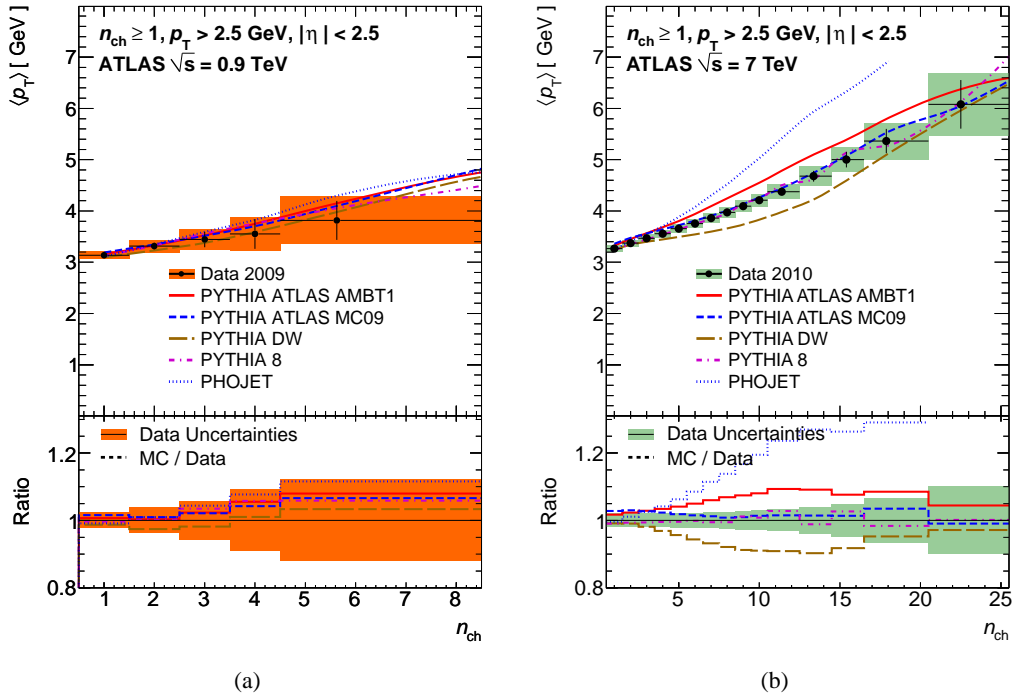 n_ch ≥ 1, p_T > 2.5 GeV, | η | < 2.5
ATLAS √s = 0.9 TeV
⟨p_T⟩ [ GeV]
7
6
5
4
3
2
1
Data 2009
PYTHIA ATLAS AMBT1
PYTHIA ATLAS MC09
PYTHIA DW
PYTHIA 8
PHOJET
Data Uncertainties
MC / Data
Ratio
1.2
1
0.8
1 2 3 4 5 6 7 8
n_ch
(a)
n_ch ≥ 1, p_T > 2.5 GeV, | η | < 2.5
ATLAS √s = 7 TeV
⟨p_T⟩ [ GeV]
7
6
5
4
3
2
1
Data 2010
PYTHIA ATLAS AMBT1
PYTHIA ATLAS MC09
PYTHIA DW
PYTHIA 8
PHOJET
Data Uncertainties
MC / Data
Ratio
1.2
1
0.8
5 10 15 20 25
n_ch
(b)